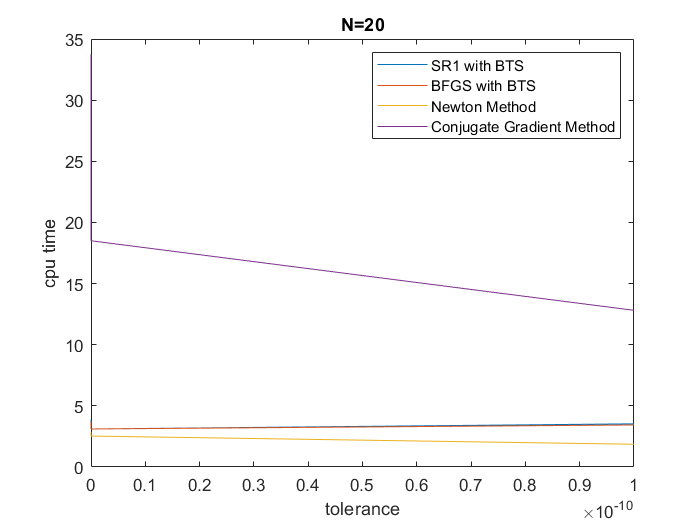 N=20
35
30
25
20
15
10
5
0
cpu time
SR1 with BTS
BFGS with BTS
Newton Method
Conjugate Gradient Method
0 0.1 0.2 0.3 0.4 0.5 0.6 0.7 0.8 0.9 1
tolerance
×10⁻¹⁰